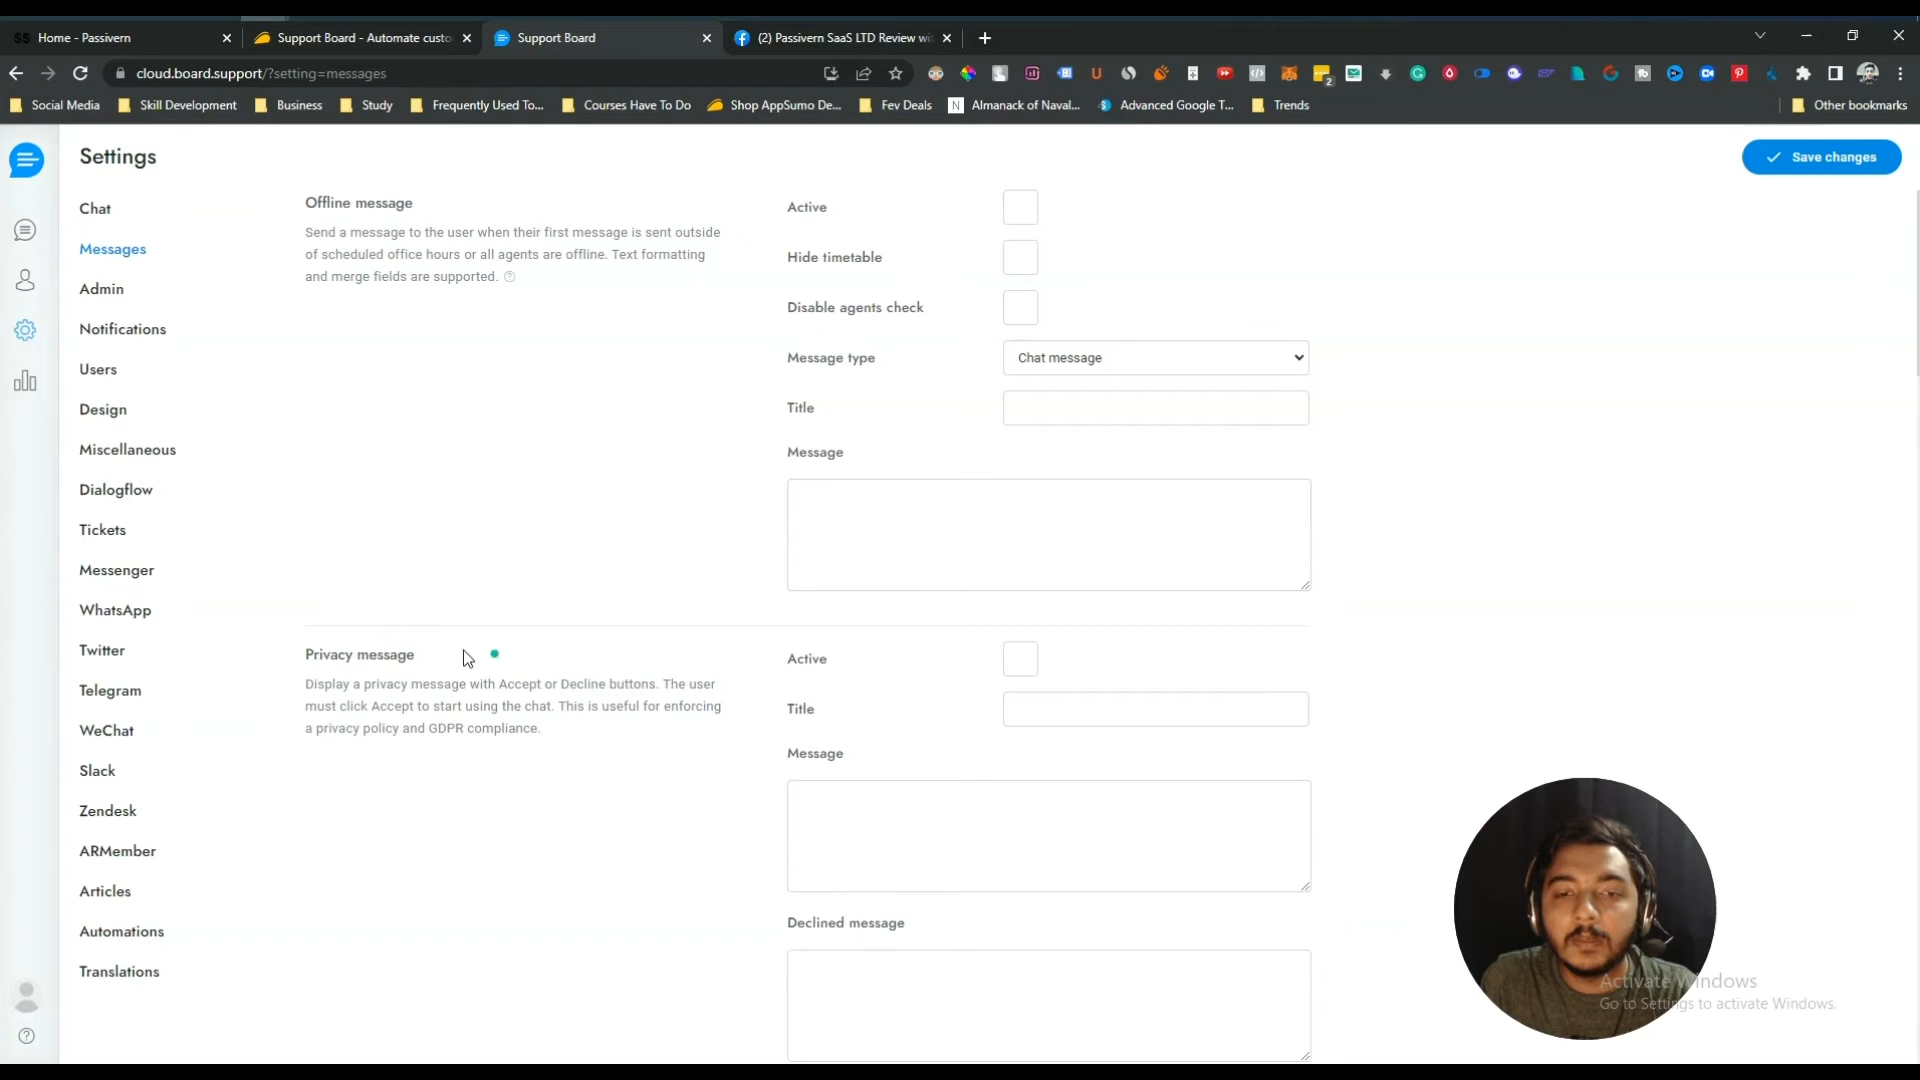 Home - Passivern
Support Board - Automate custo
Support Board
(2) Passivern SaaS LTD Review wi
cloud.board.support/?setting=messages
2
Social Media
Skill Development
Business
Study
Frequently Used To...
Courses Have To Do
Shop AppSumo De...
Fev Deals
Almanack of Naval...
Advanced Google T...
Trends
Other bookmarks
Settings
Save changes
Chat
Messages
Admin
Notifications
Users
Design
Miscellaneous
Dialogflow
Tickets
Messenger
WhatsApp
Twitter
Telegram
WeChat
Slack
Zendesk
ARMember
Articles
Automations
Translations
Offline message
Send a message to the user when their first message is sent outside
of scheduled office hours or all agents are offline. Text formatting
and merge fields are supported.
Active
Hide timetable
Disable agents check
Message type
Chat message
Title
Message
Privacy message
Display a privacy message with Accept or Decline buttons. The user
must click Accept to start using the chat. This is useful for enforcing
a privacy policy and GDPR compliance.
Active
Title
Message
Declined message
Activate Windows
Go to Settings to activate Windows.